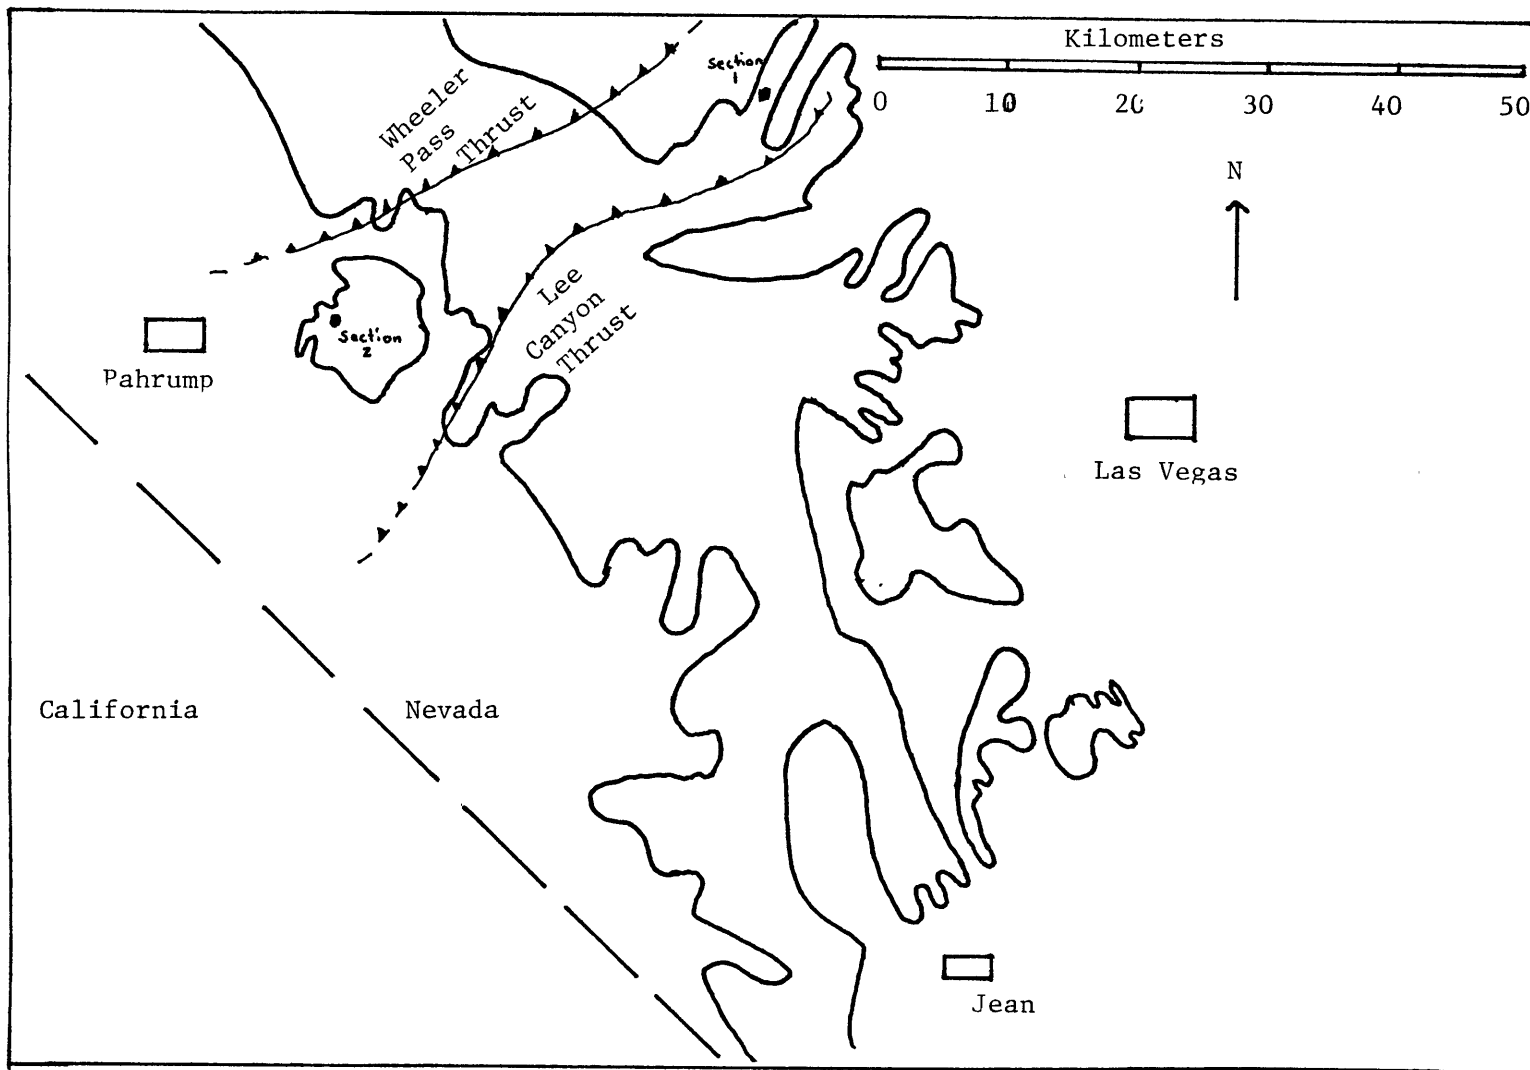 Kilometers
0 10 20 30 40 50
Section
1
Wheeler
Pass
Thrust
N
Lee
Canyon
Thrust
Section
2
Pahrump
Las Vegas
California
Nevada
Jean